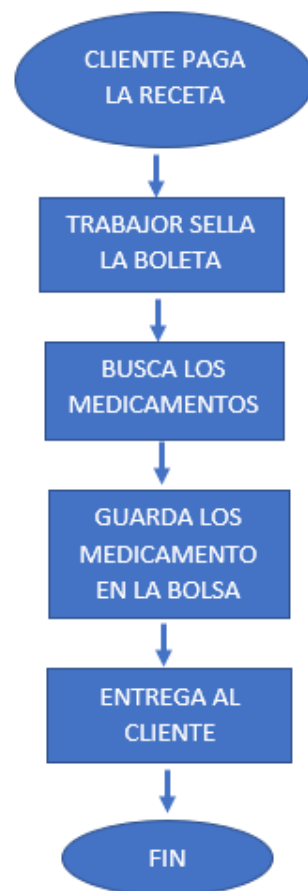 CLIENTE PAGA
LA RECETA
TRABAJOR SELLA
LA BOLETA
BUSCA LOS
MEDICAMENTOS
GUARDA LOS
MEDICAMENTO
EN LA BOLSA
ENTREGA AL
CLIENTE
FIN